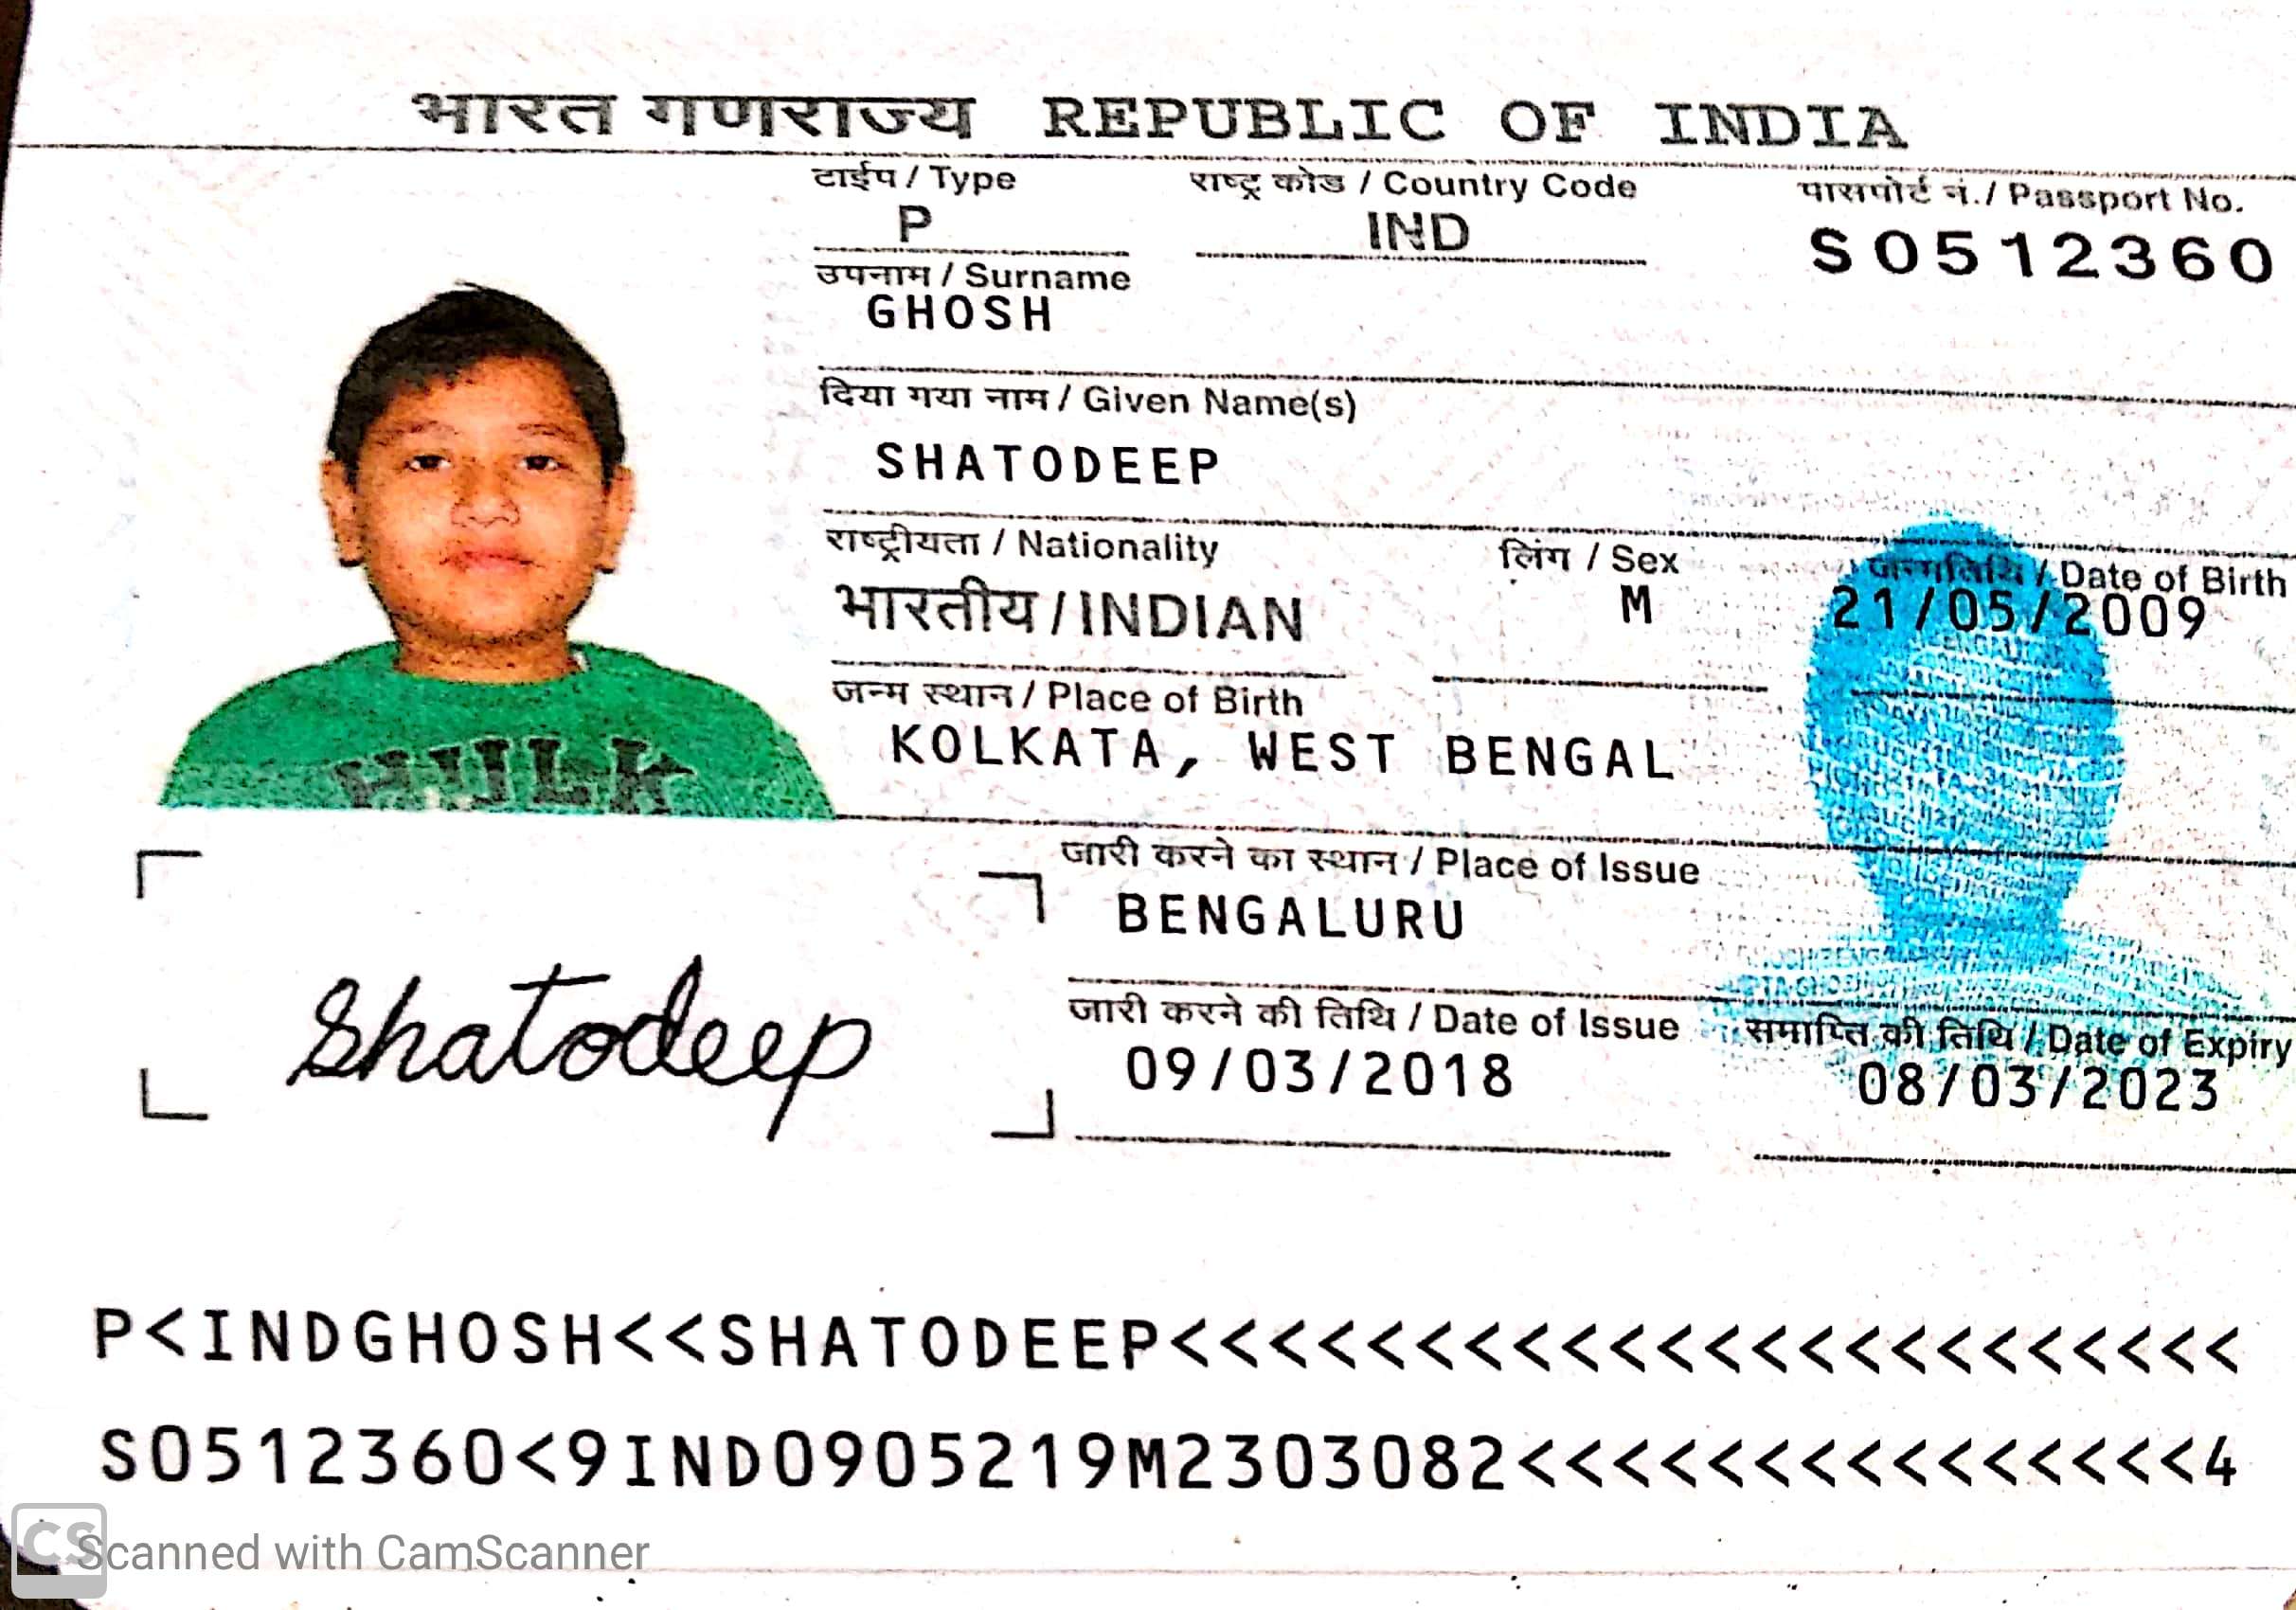 भारत गणराज्य REPUBLIC OF INDIA
टाईप / Type राष्ट्र कोड / Country Code पासपोर्ट नं. / Passport No.
P IND S0512360
उपनाम / Surname
GHOSH
दिया गया नाम / Given Name(s)
SHATODEEP
राष्ट्रीयता / Nationality लिंग / Sex जन्मतिथि / Date of Birth
भारतीय / INDIAN M 21/05/2009
जन्म स्थान / Place of Birth
KOLKATA, WEST BENGAL
HULK
जारी करने का स्थान / Place of Issue
BENGALURU
Shatodeep
जारी करने की तिथि / Date of Issue समाप्ति की तिथि / Date of Expiry
09/03/2018 08/03/2023
P<INDGHOSH<<SHATODEEP<<<<<<<<<<<<<<<<<<<<<<<
S0512360<9IND0905219M2303082<<<<<<<<<<<<<<<4
CS Scanned with CamScanner